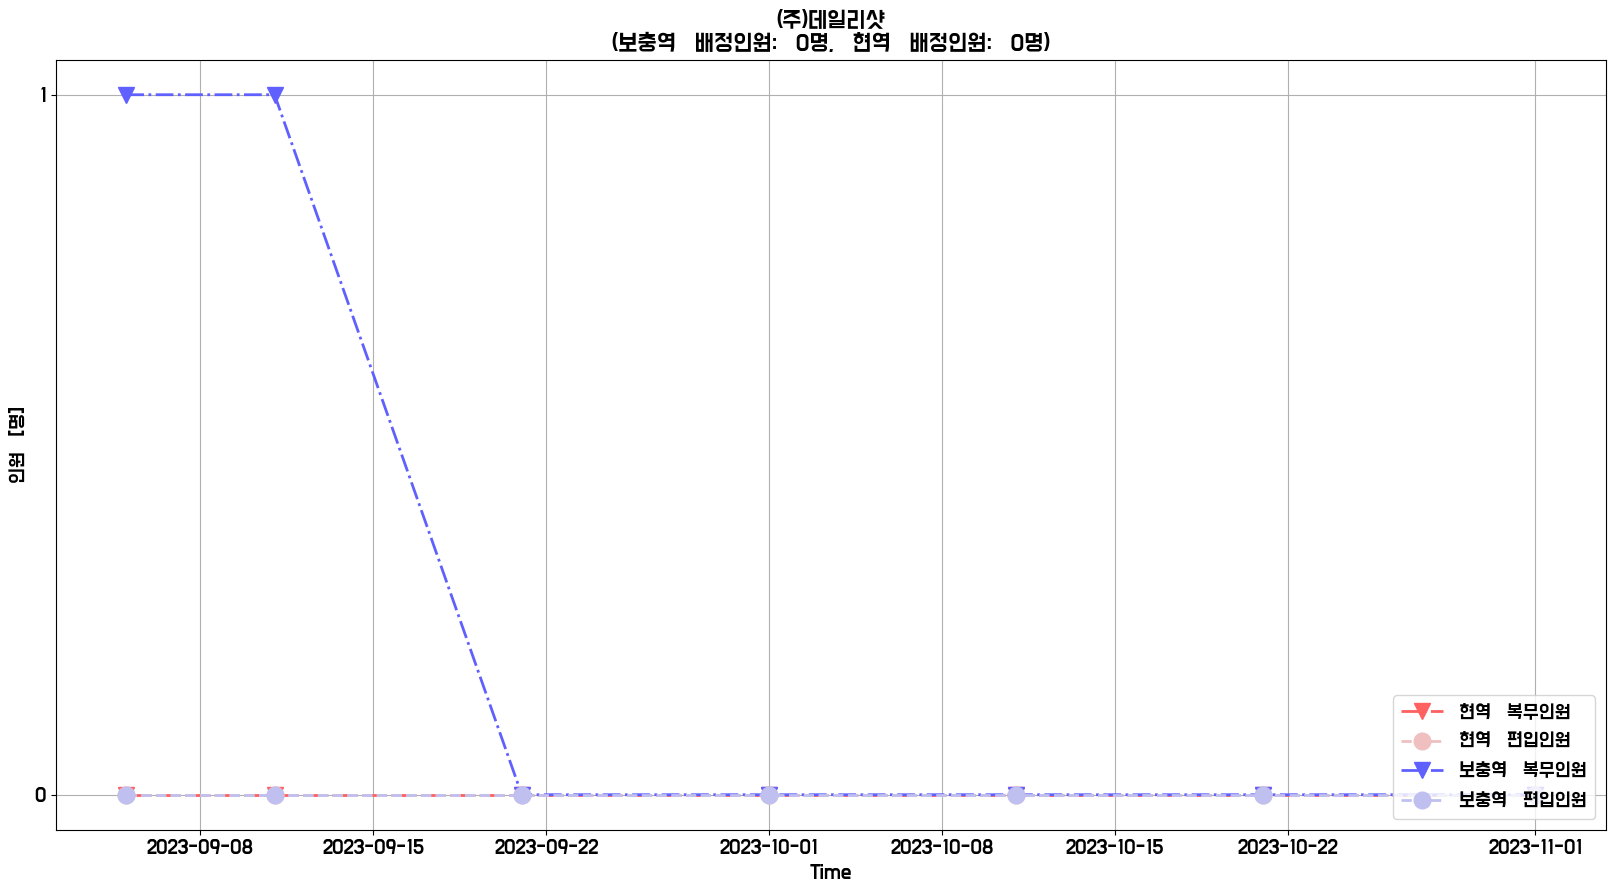 (주)데일리샷
(보충역 배정인원: 0명, 현역 배정인원: 0명)
인원 [명]
1
0
현역 복무인원
현역 편입인원
보충역 복무인원
보충역 편입인원
2023-09-08 2023-09-15 2023-09-22 2023-10-01 2023-10-08 2023-10-15 2023-10-22 2023-11-01
Time